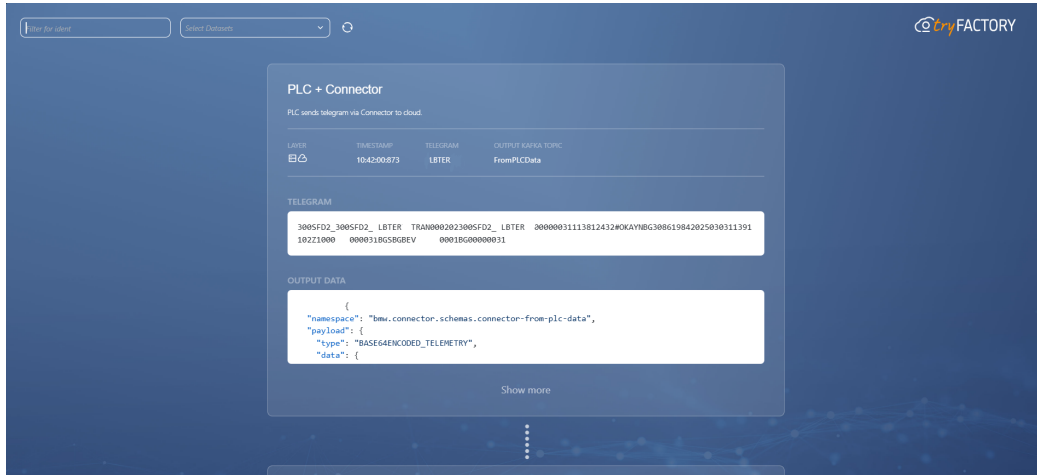 Filter for ident
Select Datasets
tryFACTORY
PLC + Connector
PLC sends telegram via Connector to cloud.
LAYER TIMESTAMP TELEGRAM OUTPUT KAFKA TOPIC
10:42:00:873 LBTER FromPLCData
TELEGRAM
300SFD2_300SFD2_ LBTER  TRAN000202300SFD2_ LBTER  00000031113812432#OKAYNBG308619842025030311391
102Z1000   000031BGSBGBEV     0001BG00000031
OUTPUT DATA
{
"namespace": "bmw.connector.schemas.connector-from-plc-data",
"payload": {
"type": "BASE64ENCODED_TELEMETRY",
"data": {
Show more